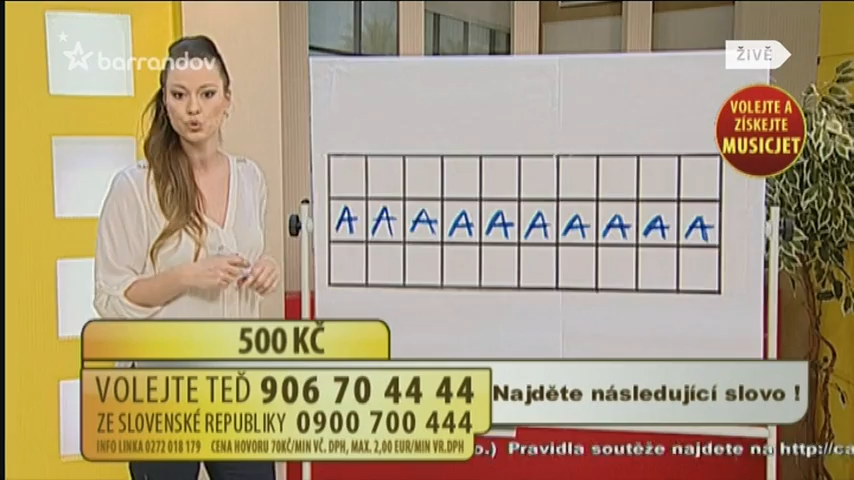 barrandov
ŽIVĚ
VOLEJTE A
ZÍSKEJTE
MUSICJET
A A A A A A A A A A
500 KČ
VOLEJTE TEĎ 906 70 44 44
ZE SLOVENSKÉ REPUBLIKY 0900 700 444
INFO LINKA 0272 018 179 CENA HOVORU 70KČ/MIN VČ. DPH, MAX. 2,00 EUR/MIN VR.DPH
Najděte následující slovo !
o.) Pravidla soutěže najdete na http://ca